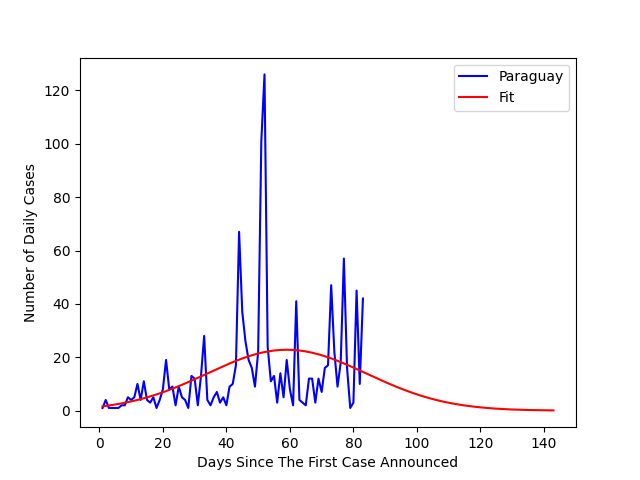 Paraguay
Fit
120
100
80
60
40
20
0
Number of Daily Cases
0 20 40 60 80 100 120 140
Days Since The First Case Announced